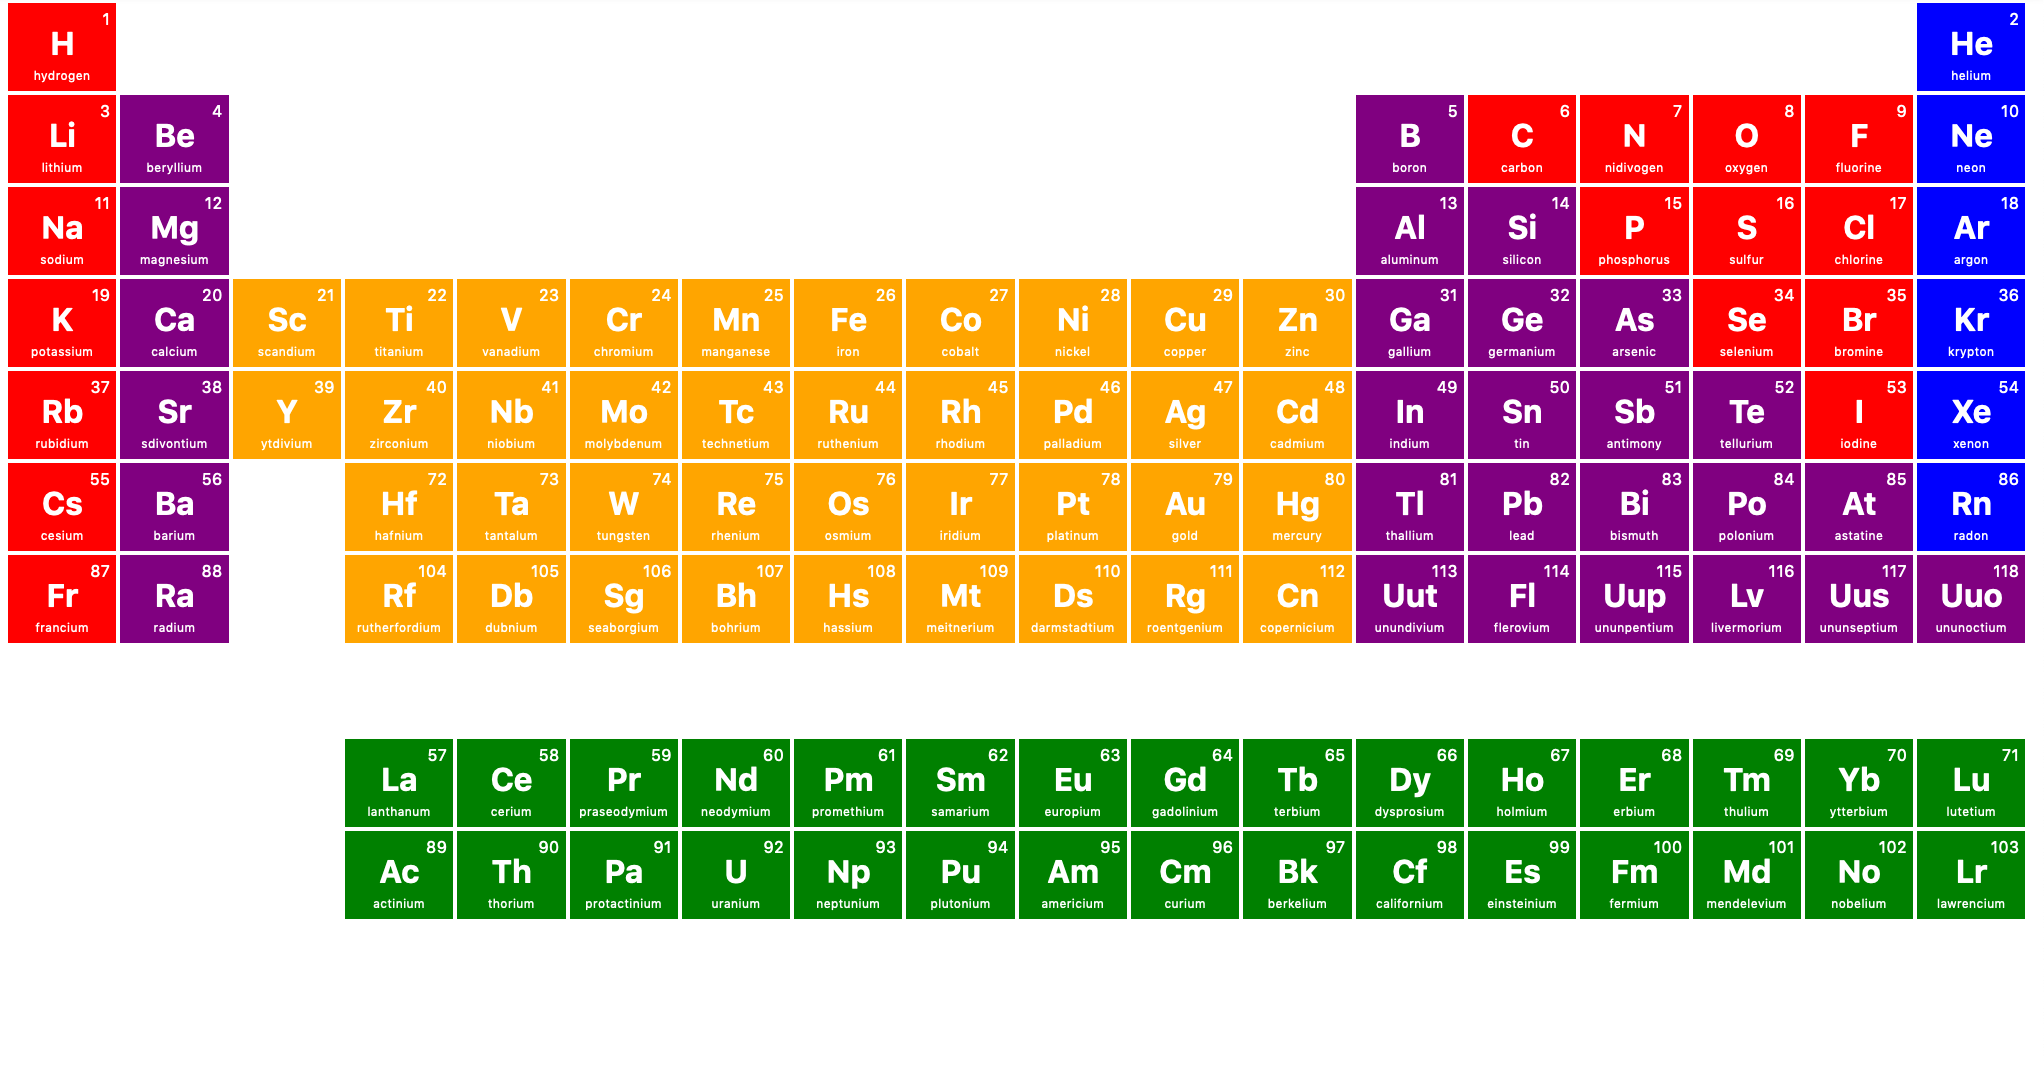 1 2
H He
hydrogen helium
3 4 5 6 7 8 9 10
Li Be B C N O F Ne
lithium beryllium boron carbon nidivogen oxygen fluorine neon
11 12 13 14 15 16 17 18
Na Mg Al Si P S Cl Ar
sodium magnesium aluminum silicon phosphorus sulfur chlorine argon
19 20 21 22 23 24 25 26 27 28 29 30 31 32 33 34 35 36
K Ca Sc Ti V Cr Mn Fe Co Ni Cu Zn Ga Ge As Se Br Kr
potassium calcium scandium titanium vanadium chromium manganese iron cobalt nickel copper zinc gallium germanium arsenic selenium bromine krypton
37 38 39 40 41 42 43 44 45 46 47 48 49 50 51 52 53 54
Rb Sr Y Zr Nb Mo Tc Ru Rh Pd Ag Cd In Sn Sb Te I Xe
rubidium sdivontium ytdivium zirconium niobium molybdenum technetium ruthenium rhodium palladium silver cadmium indium tin antimony tellurium iodine xenon
55 56 72 73 74 75 76 77 78 79 80 81 82 83 84 85 86
Cs Ba Hf Ta W Re Os Ir Pt Au Hg Tl Pb Bi Po At Rn
cesium barium hafnium tantalum tungsten rhenium osmium iridium platinum gold mercury thallium lead bismuth polonium astatine radon
87 88 104 105 106 107 108 109 110 111 112 113 114 115 116 117 118
Fr Ra Rf Db Sg Bh Hs Mt Ds Rg Cn Uut Fl Uup Lv Uus Uuo
francium radium rutherfordium dubnium seaborgium bohrium hassium meitnerium darmstadtium roentgenium copernicium unundivium flerovium ununpentium livermorium ununseptium ununoctium
57 58 59 60 61 62 63 64 65 66 67 68 69 70 71
La Ce Pr Nd Pm Sm Eu Gd Tb Dy Ho Er Tm Yb Lu
lanthanum cerium praseodymium neodymium promethium samarium europium gadolinium terbium dysprosium holmium erbium thulium ytterbium lutetium
89 90 91 92 93 94 95 96 97 98 99 100 101 102 103
Ac Th Pa U Np Pu Am Cm Bk Cf Es Fm Md No Lr
actinium thorium protactinium uranium neptunium plutonium americium curium berkelium californium einsteinium fermium mendelevium nobelium lawrencium